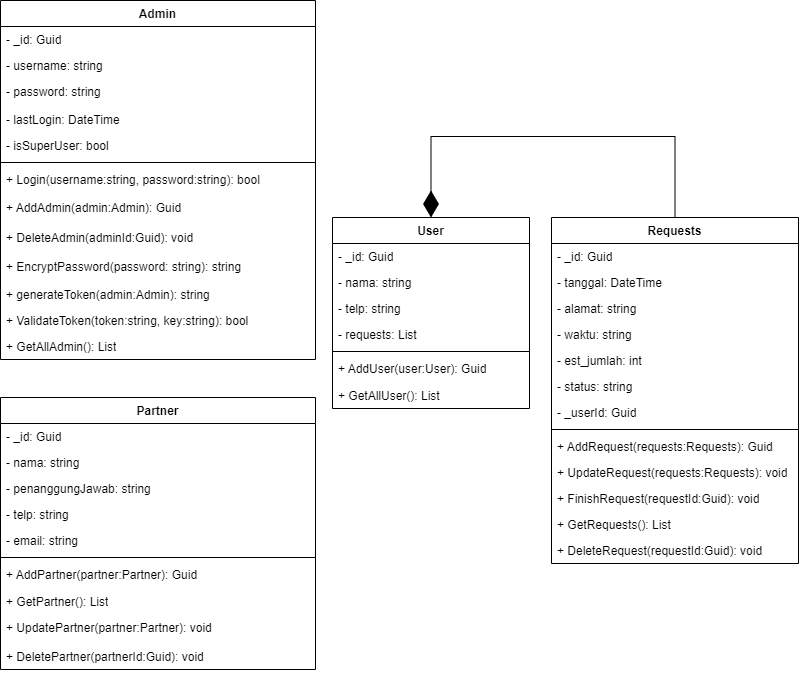 Admin
- _id: Guid
- username: string
- password: string
- lastLogin: DateTime
- isSuperUser: bool
+ Login(username:string, password:string): bool
+ AddAdmin(admin:Admin): Guid
+ DeleteAdmin(adminId:Guid): void
+ EncryptPassword(password: string): string
+ generateToken(admin:Admin): string
+ ValidateToken(token:string, key:string): bool
+ GetAllAdmin(): List
Partner
- _id: Guid
- nama: string
- penanggungJawab: string
- telp: string
- email: string
+ AddPartner(partner:Partner): Guid
+ GetPartner(): List
+ UpdatePartner(partner:Partner): void
+ DeletePartner(partnerId:Guid): void
User
- _id: Guid
- nama: string
- telp: string
- requests: List
+ AddUser(user:User): Guid
+ GetAllUser(): List
Requests
- _id: Guid
- tanggal: DateTime
- alamat: string
- waktu: string
- est_jumlah: int
- status: string
- _userId: Guid
+ AddRequest(requests:Requests): Guid
+ UpdateRequest(requests:Requests): void
+ FinishRequest(requestId:Guid): void
+ GetRequests(): List
+ DeleteRequest(requestId:Guid): void